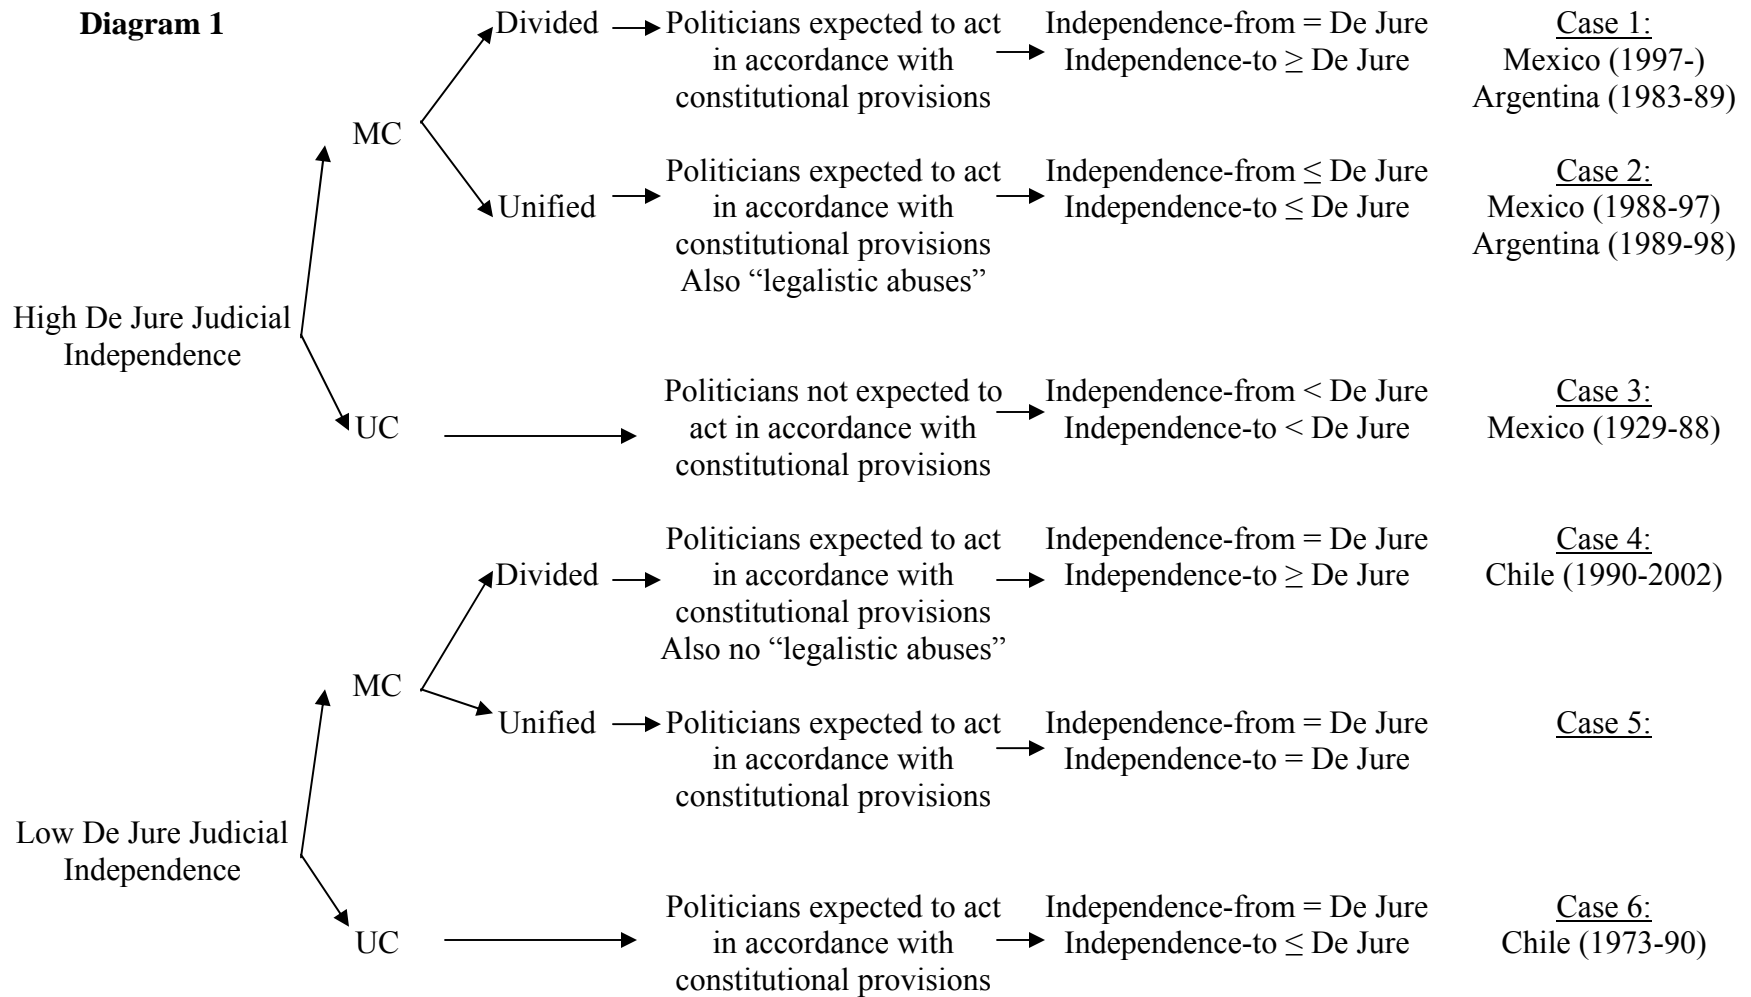 Diagram 1
High De Jure Judicial
Independence
MC
Divided
Politicians expected to act
in accordance with
constitutional provisions
Independence-from = De Jure
Independence-to ≥ De Jure
Case 1:
Mexico (1997-)
Argentina (1983-89)
Unified
Politicians expected to act
in accordance with
constitutional provisions
Also “legalistic abuses”
Independence-from ≤ De Jure
Independence-to ≤ De Jure
Case 2:
Mexico (1988-97)
Argentina (1989-98)
UC
Politicians not expected to
act in accordance with
constitutional provisions
Independence-from < De Jure
Independence-to < De Jure
Case 3:
Mexico (1929-88)
Low De Jure Judicial
Independence
MC
Divided
Politicians expected to act
in accordance with
constitutional provisions
Also no “legalistic abuses”
Independence-from = De Jure
Independence-to ≥ De Jure
Case 4:
Chile (1990-2002)
Unified
Politicians expected to act
in accordance with
constitutional provisions
Independence-from = De Jure
Independence-to = De Jure
Case 5:
UC
Politicians expected to act
in accordance with
constitutional provisions
Independence-from = De Jure
Independence-to ≤ De Jure
Case 6:
Chile (1973-90)